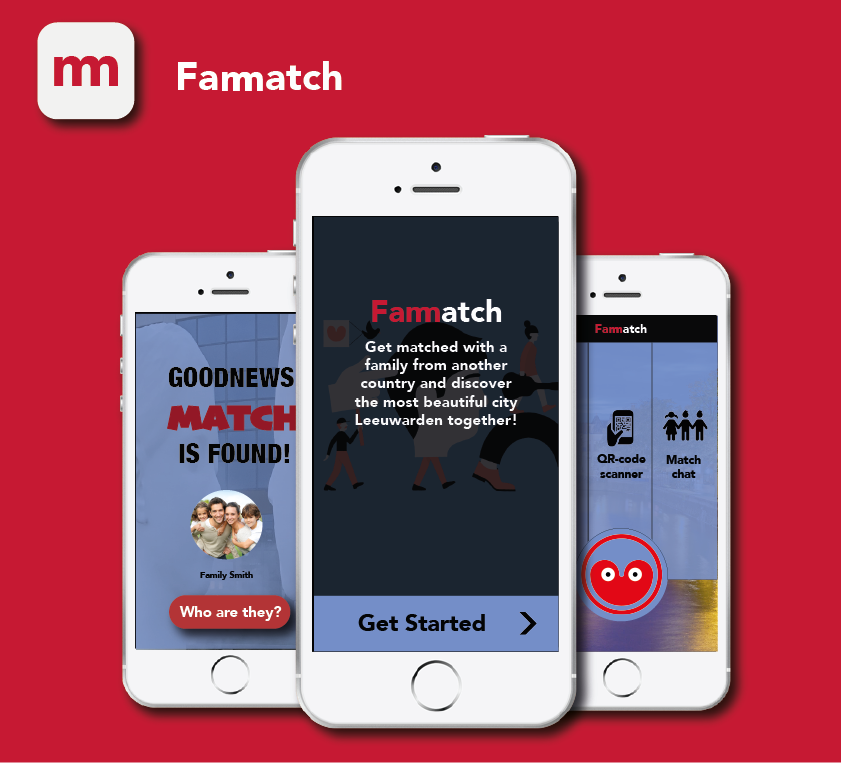 m
Fammatch
GOODNEWS
MATCH
IS FOUND!
Family Smith
Who are they?
Fammatch
Get matched with a
family from another
country and discover
the most beautiful city
Leeuwarden together!
Get Started
Fammatch
QR-code
scanner
Match
chat